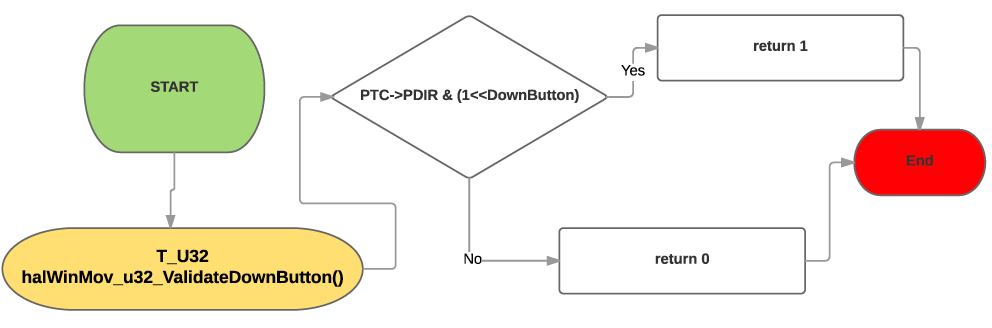 START
T_U32
halWinMov_u32_ValidateDownButton()
PTC->PDIR & (1<<DownButton)
Yes
return 1
No
return 0
End